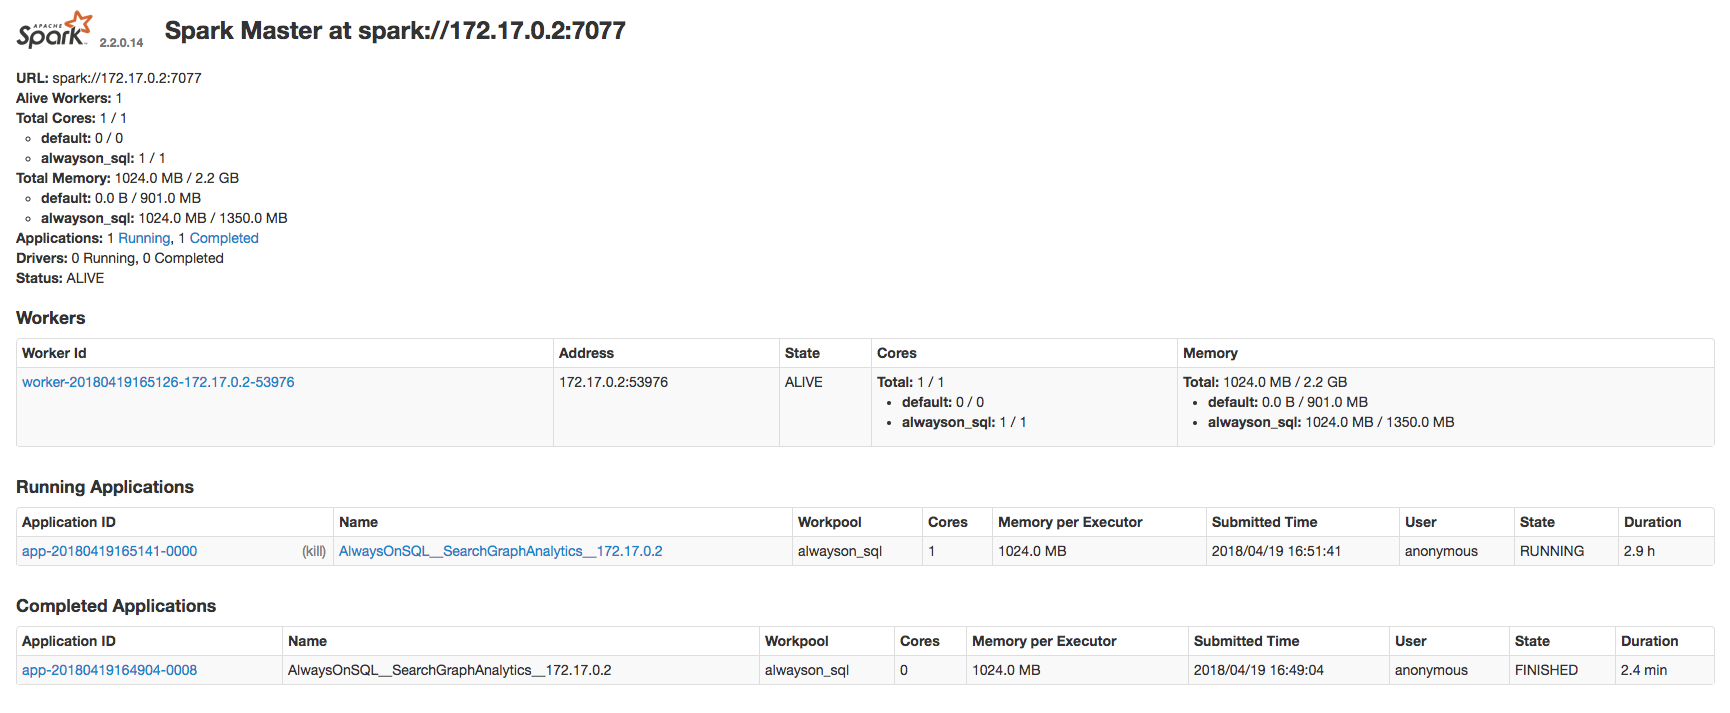 APACHE
Spark 2.2.0.14 Spark Master at spark://172.17.0.2:7077
URL: spark://172.17.0.2:7077
Alive Workers: 1
Total Cores: 1 / 1
default: 0 / 0
alwayson_sql: 1 / 1
Total Memory: 1024.0 MB / 2.2 GB
default: 0.0 B / 901.0 MB
alwayson_sql: 1024.0 MB / 1350.0 MB
Applications: 1 Running, 1 Completed
Drivers: 0 Running, 0 Completed
Status: ALIVE
Workers
Worker Id Address State Cores Memory
worker-20180419165126-172.17.0.2-53976 172.17.0.2:53976 ALIVE Total: 1 / 1 Total: 1024.0 MB / 2.2 GB
default: 0 / 0 default: 0.0 B / 901.0 MB
alwayson_sql: 1 / 1 alwayson_sql: 1024.0 MB / 1350.0 MB
Running Applications
Application ID Name Workpool Cores Memory per Executor Submitted Time User State Duration
app-20180419165141-0000 (kill) AlwaysOnSQL__SearchGraphAnalytics__172.17.0.2 alwayson_sql 1 1024.0 MB 2018/04/19 16:51:41 anonymous RUNNING 2.9 h
Completed Applications
Application ID Name Workpool Cores Memory per Executor Submitted Time User State Duration
app-20180419164904-0008 AlwaysOnSQL__SearchGraphAnalytics__172.17.0.2 alwayson_sql 0 1024.0 MB 2018/04/19 16:49:04 anonymous FINISHED 2.4 min